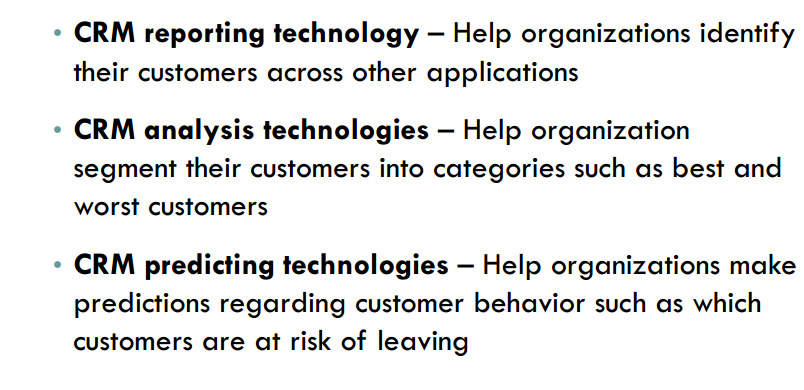 • CRM reporting technology – Help organizations identify
their customers across other applications
• CRM analysis technologies – Help organization
segment their customers into categories such as best and
worst customers
• CRM predicting technologies – Help organizations make
predictions regarding customer behavior such as which
customers are at risk of leaving